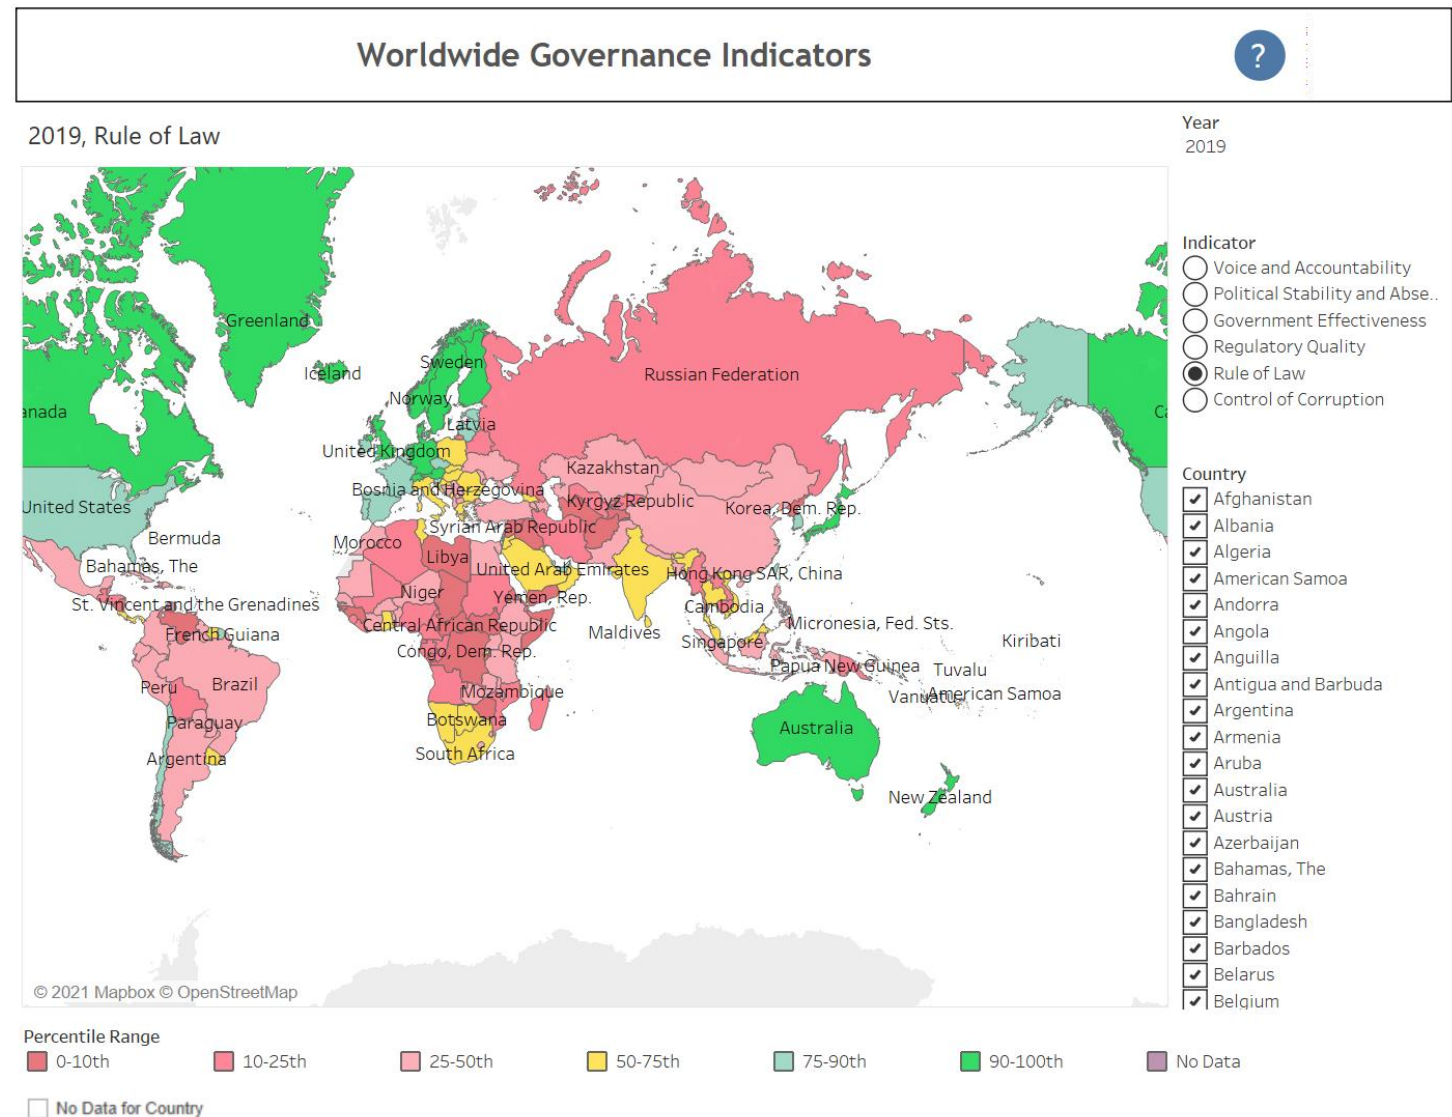 Worldwide Governance Indicators
?
2019, Rule of Law
Year
2019
Indicator
Voice and Accountability
Political Stability and Abse..
Government Effectiveness
Regulatory Quality
Rule of Law
Control of Corruption
Country
Afghanistan
Albania
Algeria
American Samoa
Andorra
Angola
Anguilla
Antigua and Barbuda
Argentina
Armenia
Aruba
Australia
Austria
Azerbaijan
Bahamas, The
Bahrain
Bangladesh
Barbados
Belarus
Belgium
Greenland
Iceland
Sweden
Russian Federation
Norway
anada
Ca
Latvia
United Kingdom
Kazakhstan
Bosnia and Herzegovina
Kyrgyz Republic
United States
Korea, Dem. Rep.
Syrian Arab Republic
Bermuda
Morocco
Libya
Bahamas, The
United Arab Emirates
Hong Kong SAR, China
Niger
Yemen, Rep.
St. Vincent and the Grenadines
Cambodia
Central African Republic
Micronesia, Fed. Sts.
French Guiana
Maldives
Singapore
Kiribati
Congo, Dem. Rep.
Papua New Guinea
Tuvalu
Peru
Brazil
Mozambique
Vanuatu
American Samoa
Paraguay
Botswana
Australia
South Africa
Argentina
New Zealand
© 2021 Mapbox © OpenStreetMap
Percentile Range
0-10th
10-25th
25-50th
50-75th
75-90th
90-100th
No Data
No Data for Country